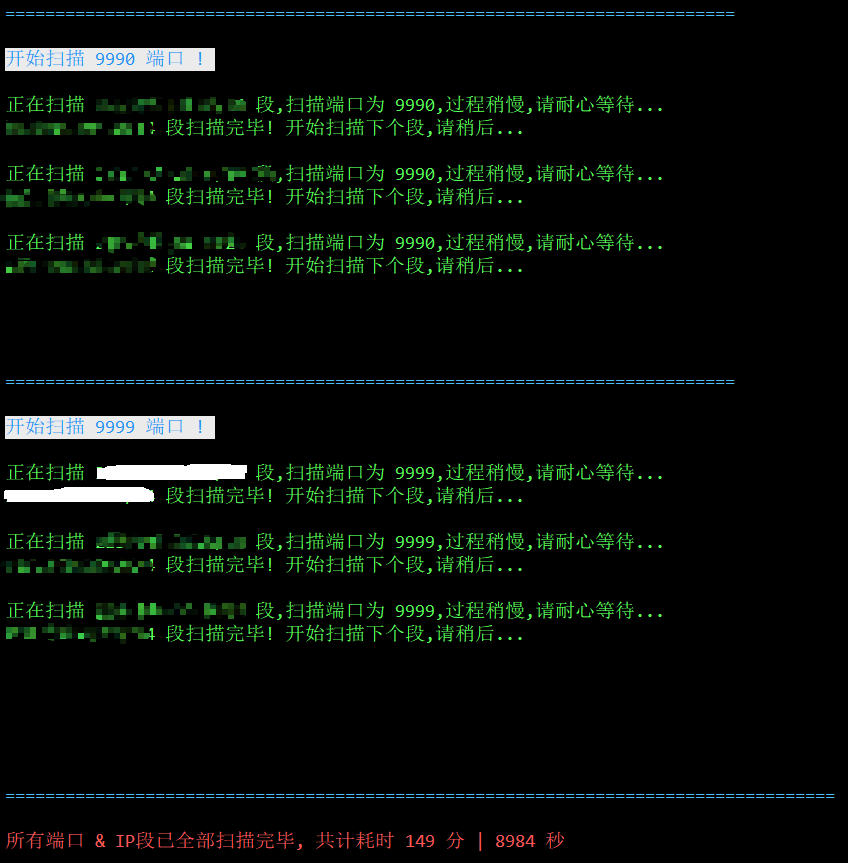 =========================================================================
开始扫描 9990 端口 !
正在扫描 段,扫描端口为 9990,过程稍慢,请耐心等待...
段扫描完毕! 开始扫描下个段,请稍后...
正在扫描 段,扫描端口为 9990,过程稍慢,请耐心等待...
段扫描完毕! 开始扫描下个段,请稍后...
正在扫描 段,扫描端口为 9990,过程稍慢,请耐心等待...
段扫描完毕! 开始扫描下个段,请稍后...
=========================================================================
开始扫描 9999 端口 !
正在扫描 段,扫描端口为 9999,过程稍慢,请耐心等待...
段扫描完毕! 开始扫描下个段,请稍后...
正在扫描 段,扫描端口为 9999,过程稍慢,请耐心等待...
段扫描完毕! 开始扫描下个段,请稍后...
正在扫描 段,扫描端口为 9999,过程稍慢,请耐心等待...
段扫描完毕! 开始扫描下个段,请稍后...
===================================================================================
所有端口 & IP段已全部扫描完毕, 共计耗时 149 分 | 8984 秒